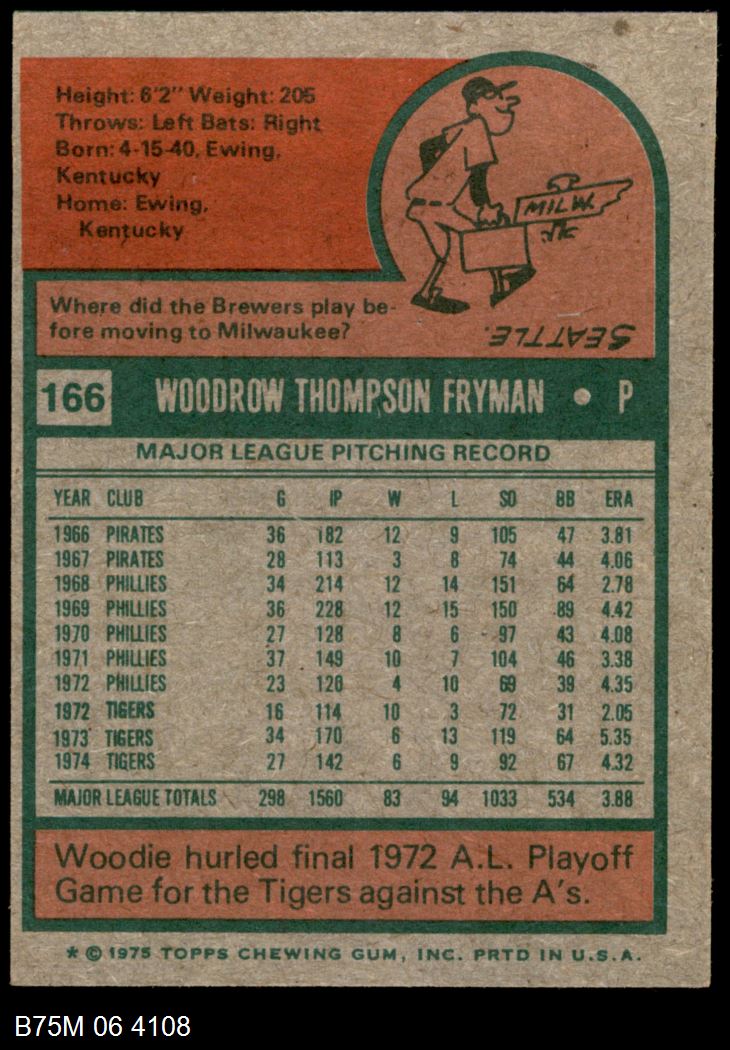 Height: 6'2" Weight: 205
Throws: Left Bats: Right
Born: 4-15-40, Ewing,
Kentucky
Home: Ewing,
Kentucky
MILW.
Where did the Brewers play be-
fore moving to Milwaukee?
SEATTLE.
166 WOODROW THOMPSON FRYMAN • P
MAJOR LEAGUE PITCHING RECORD
YEAR CLUB G IP W L SO BB ERA
1966 PIRATES 36 182 12 9 105 47 3.81
1967 PIRATES 28 113 3 8 74 44 4.06
1968 PHILLIES 34 214 12 14 151 64 2.78
1969 PHILLIES 36 228 12 15 150 89 4.42
1970 PHILLIES 27 128 8 6 97 43 4.08
1971 PHILLIES 37 149 10 7 104 46 3.38
1972 PHILLIES 23 120 4 10 69 39 4.35
1972 TIGERS 16 114 10 3 72 31 2.05
1973 TIGERS 34 170 6 13 119 64 5.35
1974 TIGERS 27 142 6 9 92 67 4.32
MAJOR LEAGUE TOTALS 298 1560 83 94 1033 534 3.88
Woodie hurled final 1972 A.L. Playoff
Game for the Tigers against the A's.
* © 1975 TOPPS CHEWING GUM, INC. PRTD IN U.S.A.
B75M 06 4108